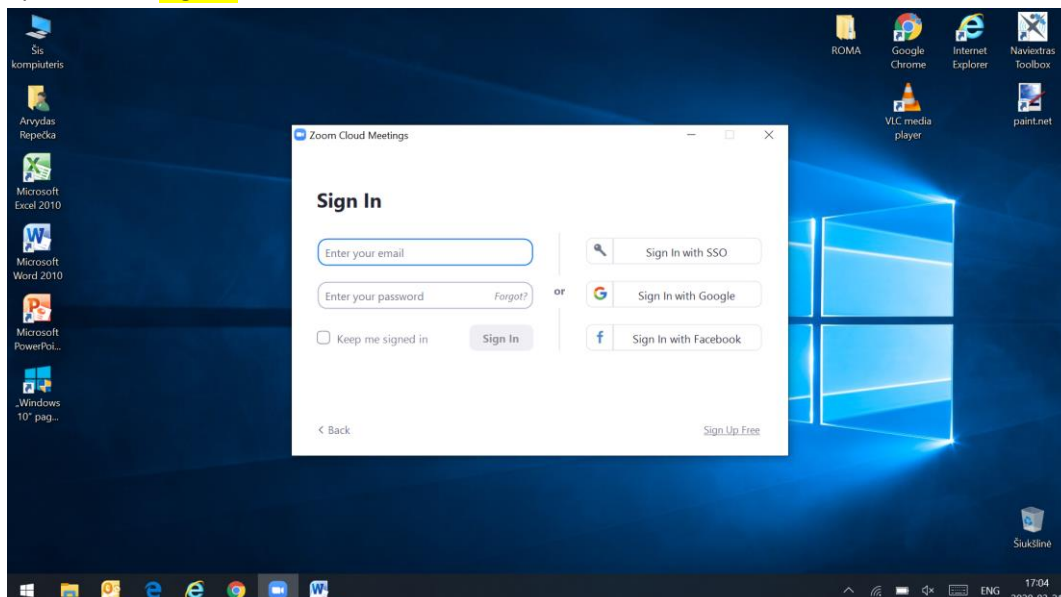 Šis
kompiuteris
Arvydas
Repečka
Microsoft
Excel 2010
Microsoft
Word 2010
Microsoft
PowerPoi...
„Windows
10“ pag...
ROMA
Google
Chrome
Internet
Explorer
Naviextras
Toolbox
VLC media
player
paint.net
Zoom Cloud Meetings
Sign In
Enter your email
Enter your password Forgot?
Keep me signed in Sign In
or
Sign In with SSO
Sign In with Google
Sign In with Facebook
< Back
Sign Up Free
Šiukšlinė
ENG
17:04